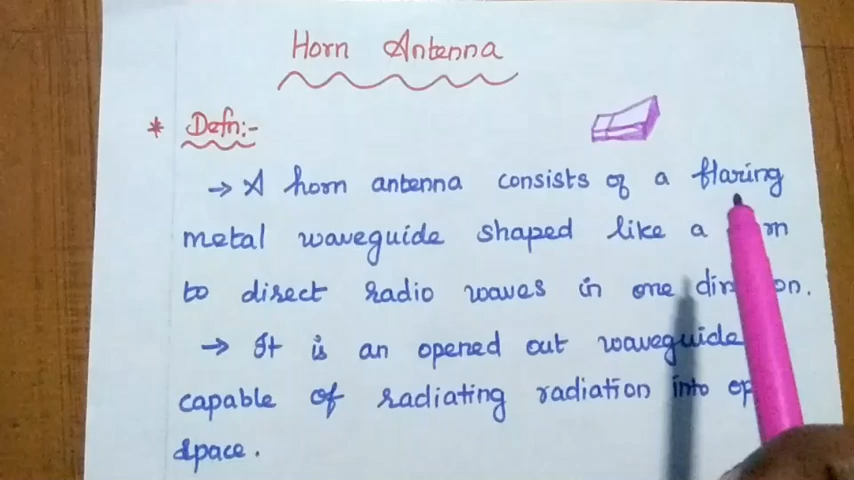 Horn Antenna
* Defn:-
→ A horn antenna consists of a flaring
metal waveguide shaped like a
to direct radio waves in one
→ It is an opened out waveguide
capable of radiating radiation into
space.